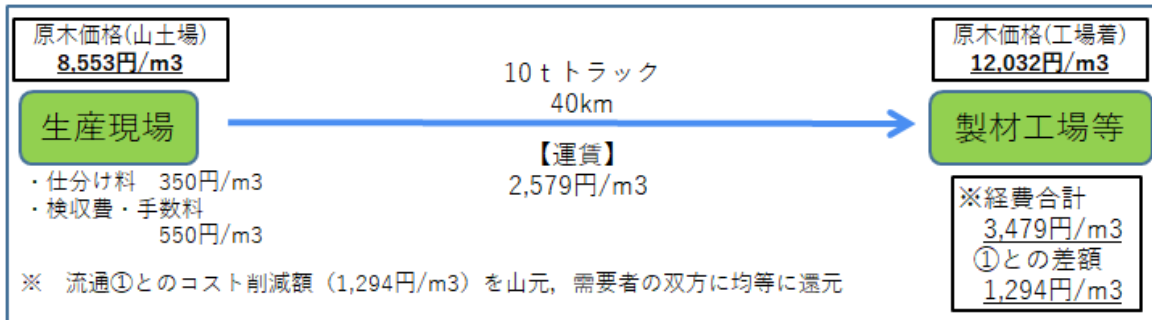 原木価格(山土場)
8,553円/m3
生産現場
・仕分け料　350円/m3
・検収費・手数料
550円/m3
10ｔトラック
40km
【運賃】
2,579円/m3
原木価格(工場着)
12,032円/m3
製材工場等
※経費合計
3,479円/m3
①との差額
1,294円/m3
※　流通①とのコスト削減額（1,294円/m3）を山元，需要者の双方に均等に還元